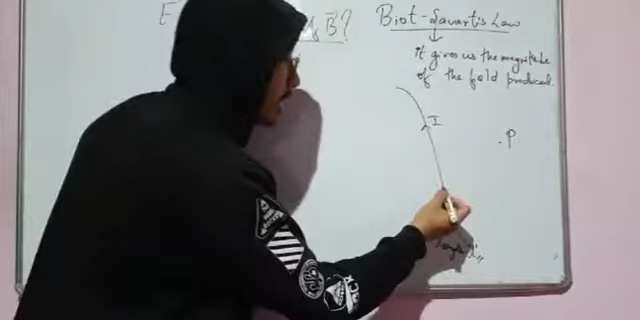 E B?
Biot-Savart's Law
It gives us the magnitude
of the field produced.
I
.P